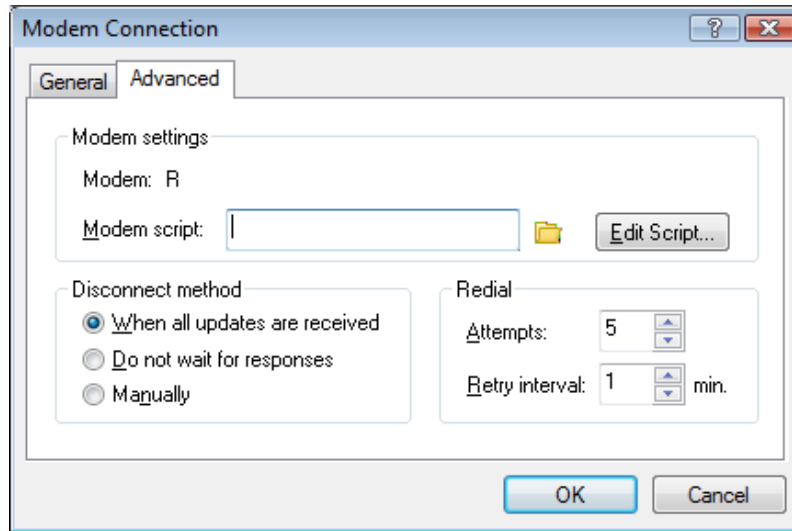 Modem Connection
?
General Advanced
Modem settings
Modem: R
Modem script: Edit Script...
Disconnect method
When all updates are received
Do not wait for responses
Manually
Redial
Attempts: 5
Retry interval: 1 min.
OK Cancel